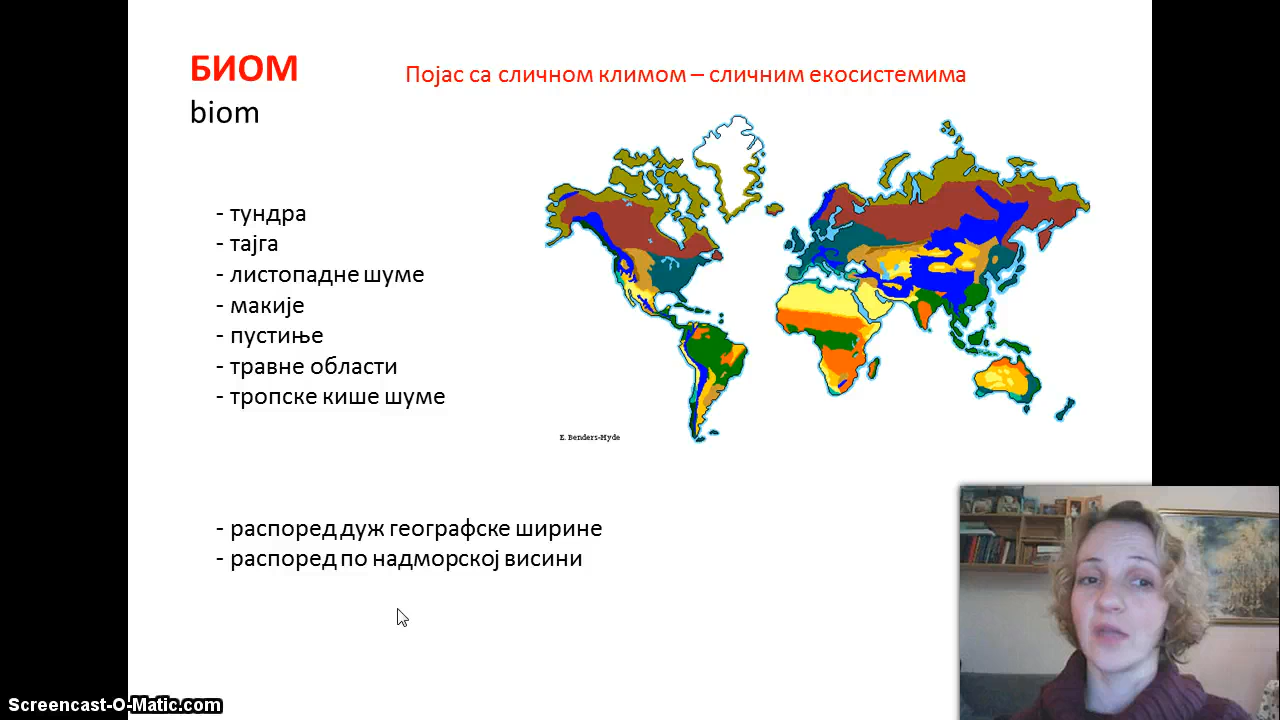 БИОМ
biom
Појас са сличном климом – сличним екосистемима
- тундра
- тајга
- листопадне шуме
- макије
- пустиње
- травне области
- тропске кише шуме
E. Benders-Hyde
- распоред дуж географске ширине
- распоред по надморској висини
Screencast-O-Matic.com